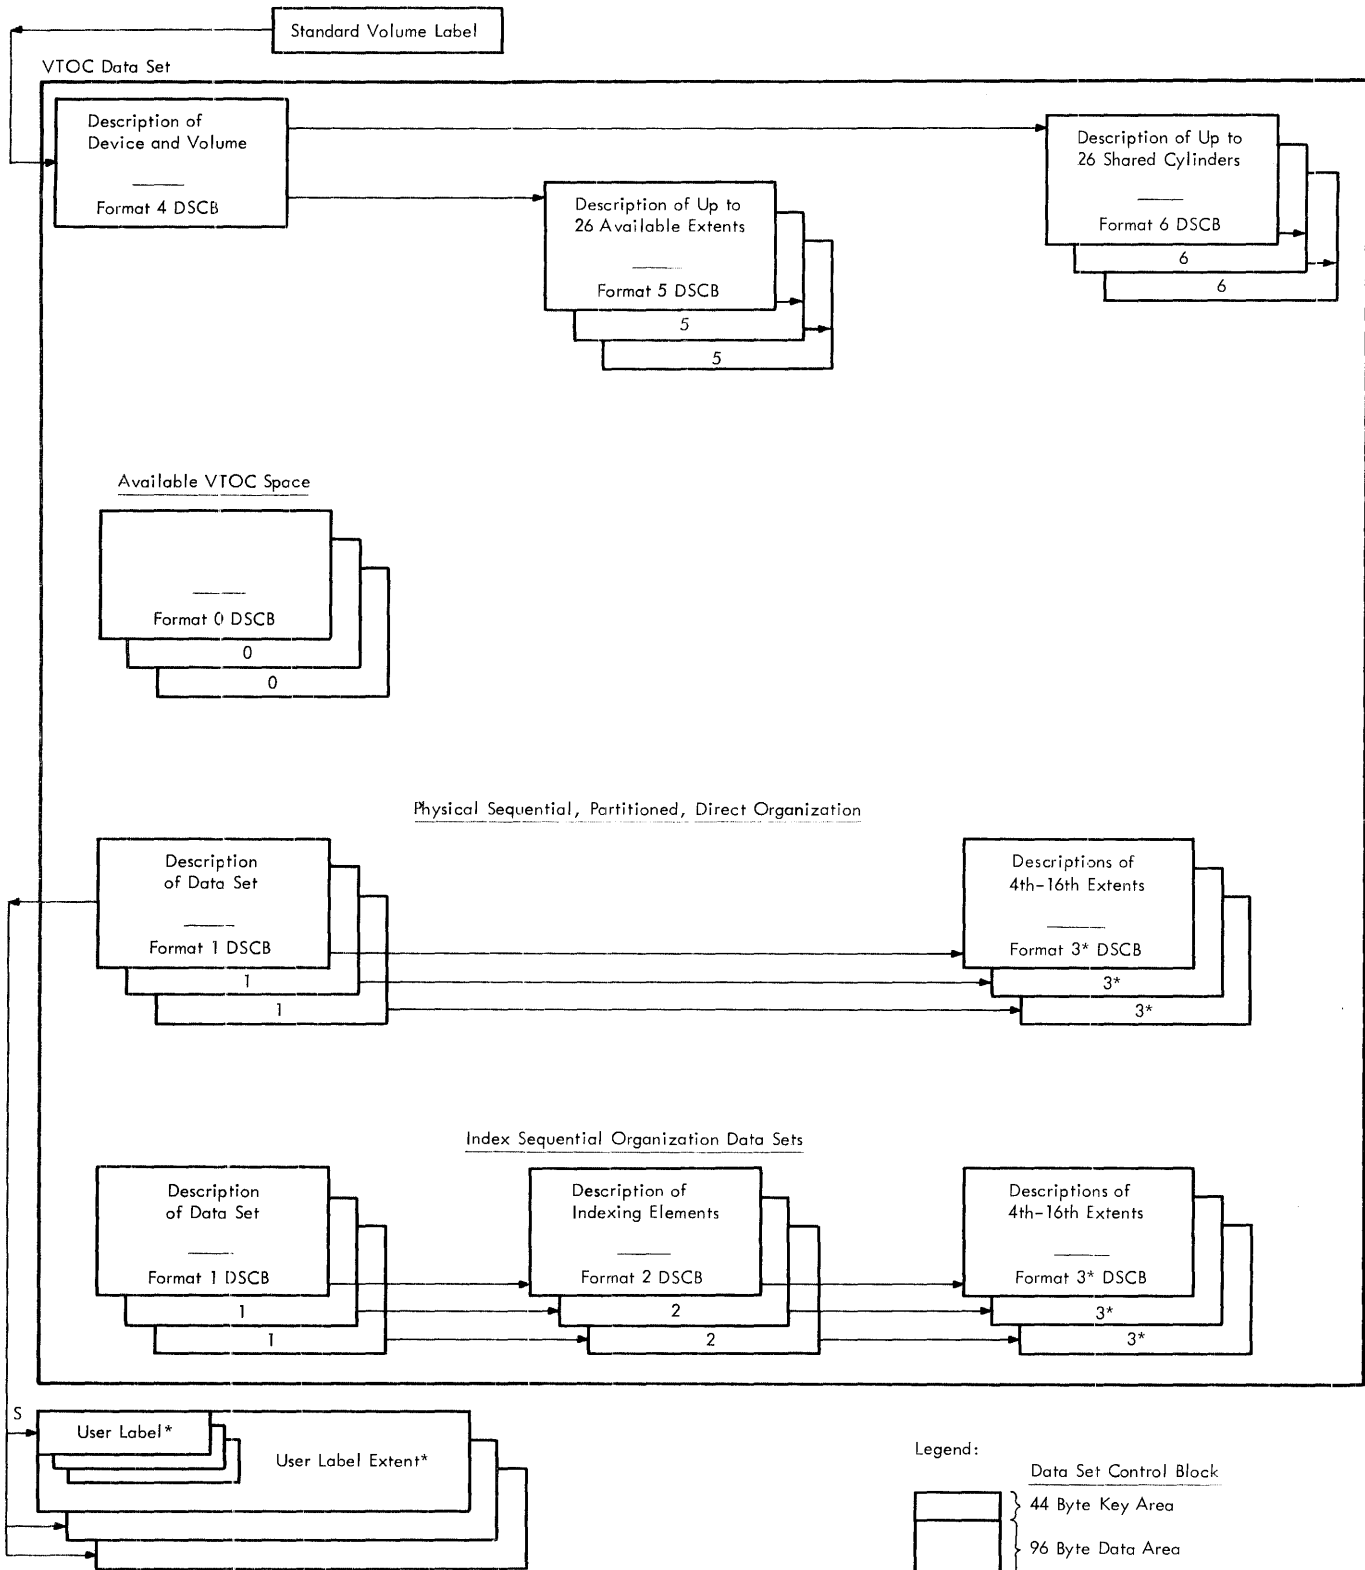 Standard Volume Label
VTOC Data Set
Description of
Device and Volume
Format 4 DSCB
Description of Up to
26 Available Extents
Format 5 DSCB
5
5
Description of Up to
26 Shared Cylinders
Format 6 DSCB
6
6
Available VTOC Space
Format 0 DSCB
0
0
Physical Sequential, Partitioned, Direct Organization
Description
of Data Set
Format 1 DSCB
1
1
Descriptions of
4th-16th Extents
Format 3* DSCB
3*
3*
Index Sequential Organization Data Sets
Description
of Data Set
Format 1 DSCB
1
1
Description of
Indexing Elements
Format 2 DSCB
2
2
Descriptions of
4th-16th Extents
Format 3* DSCB
3*
3*
S
User Label*
User Label Extent*
Legend:
Data Set Control Block
44 Byte Key Area
96 Byte Data Area